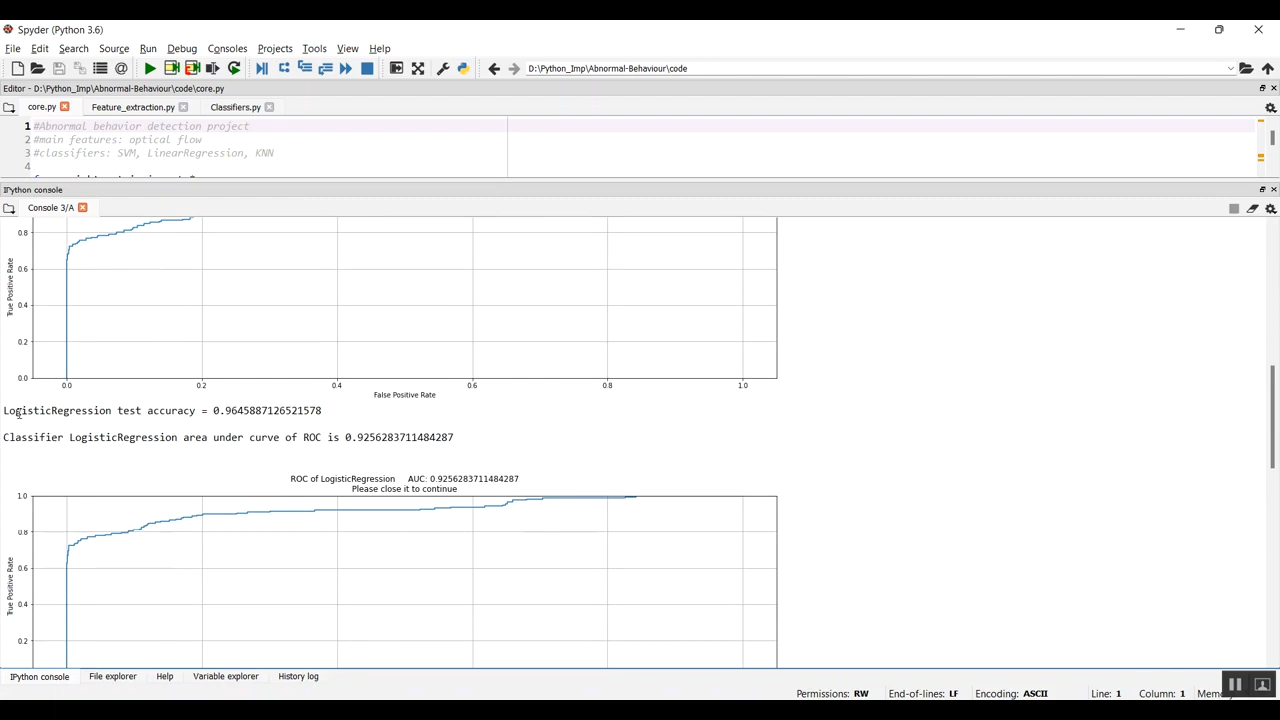 Spyder (Python 3.6)
File Edit Search Source Run Debug Consoles Projects Tools View Help
D:\Python_Imp\Abnormal-Behaviour\code
Editor - D:\Python_Imp\Abnormal-Behaviour\code\core.py
core.py Feature_extraction.py Classifiers.py
1 #Abnormal behavior detection project
2 #main features: optical flow
3 #classifiers: SVM, LinearRegression, KNN
4
IPython console
Console 3/A
0.8
0.6
0.4
0.2
0.0
True Positive Rate
0.0 0.2 0.4 0.6 0.8 1.0
False Positive Rate
LogisticRegression test accuracy = 0.9645887126521578
Classifier LogisticRegression area under curve of ROC is 0.9256283711484287
ROC of LogisticRegression AUC: 0.9256283711484287
Please close it to continue
1.0
0.8
0.6
0.4
0.2
True Positive Rate
IPython console File explorer Help Variable explorer History log
Permissions: RW End-of-lines: LF Encoding: ASCII Line: 1 Column: 1